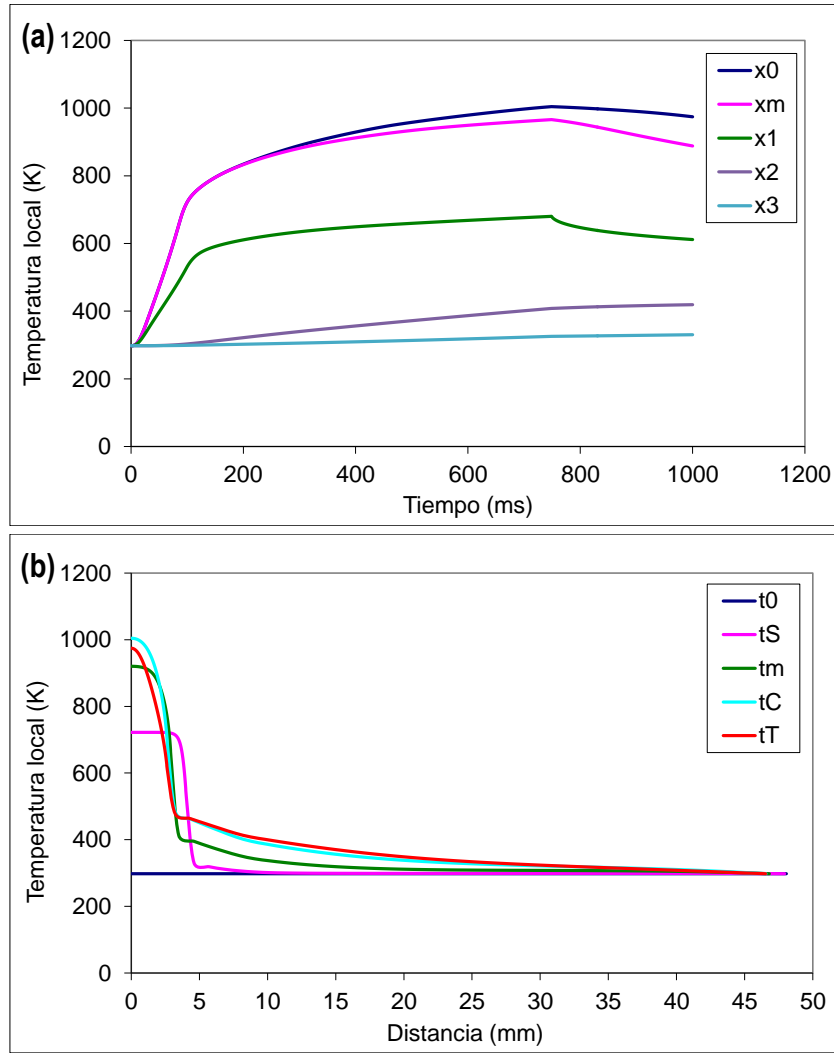 (a)
1200
1000
800
600
400
200
0
Temperatura local (K)
0 200 400 600 800 1000 1200
Tiempo (ms)
x0
xm
x1
x2
x3
(b)
1200
1000
800
600
400
200
0
Temperatura local (K)
0 5 10 15 20 25 30 35 40 45 50
Distancia (mm)
t0
tS
tm
tC
tT